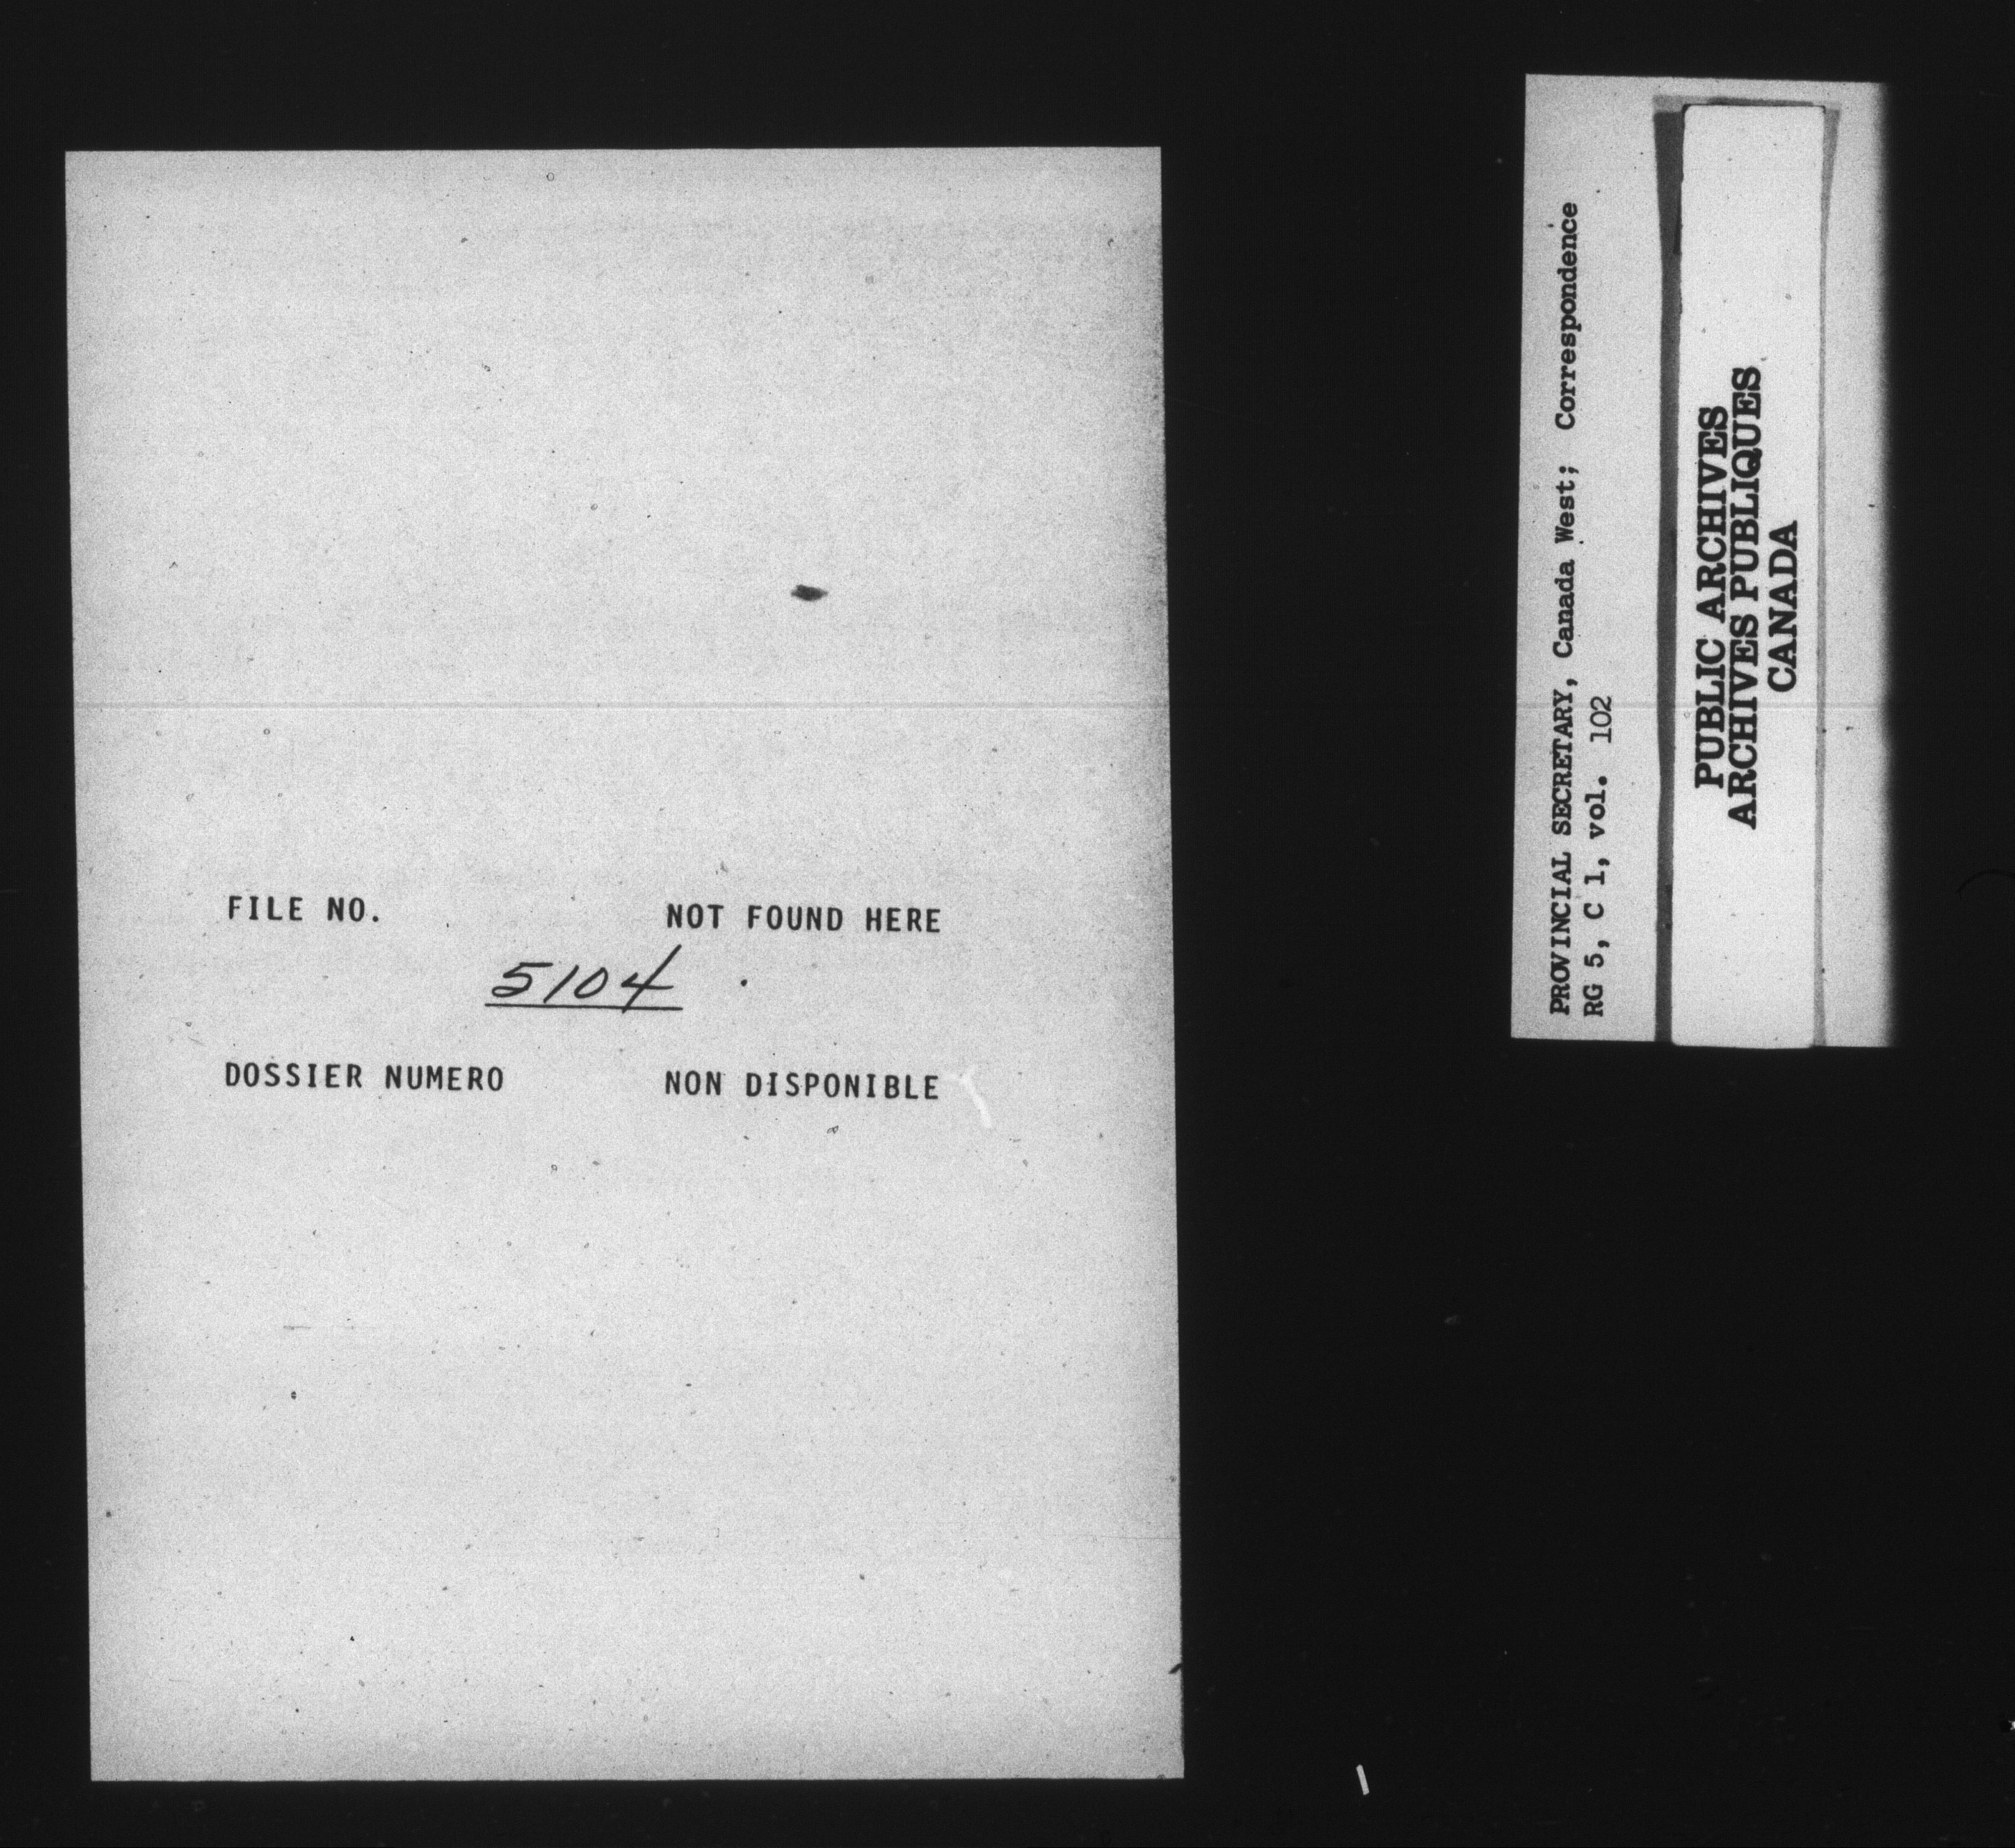 FILE NO. NOT FOUND HERE
5104
DOSSIER NUMERO NON DISPONIBLE
PROVINCIAL SECRETARY, Canada West; Correspondence
RG 5, C 1, vol. 102
PUBLIC ARCHIVES
ARCHIVES PUBLIQUES
CANADA